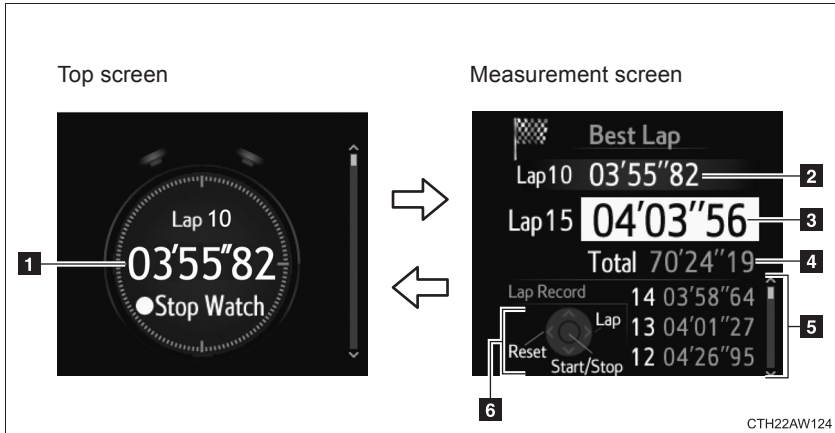 Top screen
Measurement screen
Lap 10
03'55"82
Stop Watch
1
Best Lap
Lap10 03'55"82
2
Lap15 04'03"56
3
Total 70'24"19
4
Lap Record
14 03'58"64
13 04'01"27
12 04'26"95
5
Lap
Reset
Start/Stop
6
CTH22AW124